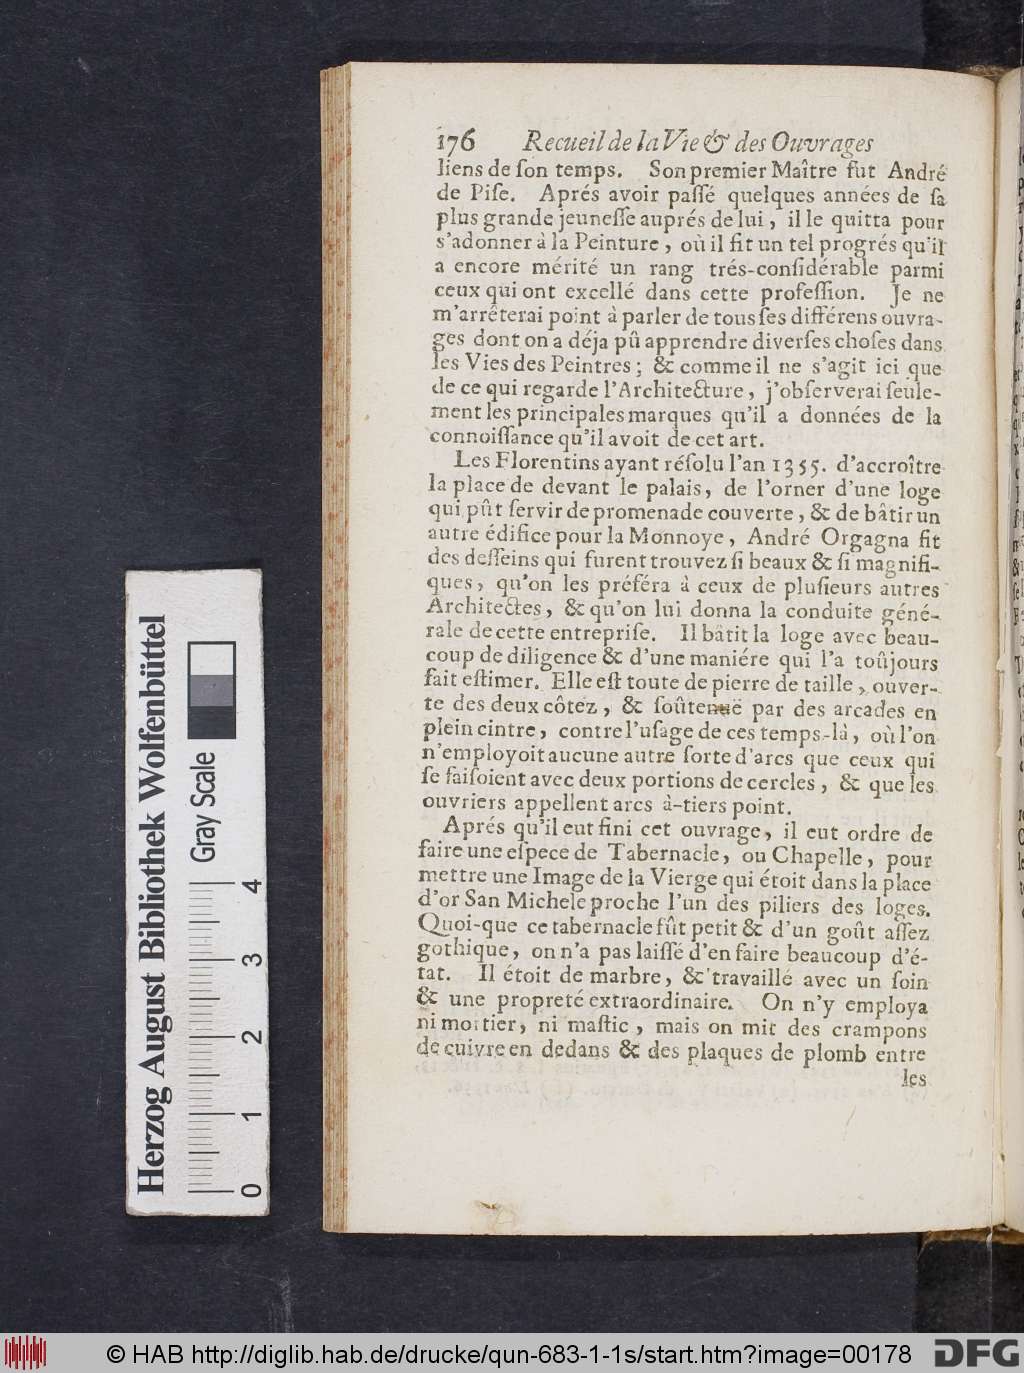 176 Recueil de la Vie & des Ouvrages
liens de ſon temps. Son premier Maître fut André
de Piſe. Aprés avoir paſſé quelques années de ſa
plus grande jeuneſſe auprés de lui, il le quitta pour
s'adonner à la Peinture, où il fit un tel progrés qu'il
a encore mérité un rang trés-conſidérable parmi
ceux qui ont excellé dans cette profeſſion. Je ne
m'arréterai point à parler de tous ſes différens ouvra-
ges dont on a déja pû apprendre diverſes choſes dans
les Vies des Peintres; & comme il ne s'agit ici que
de ce qui regarde l'Architecture, j'obſerverai ſeule-
ment les principales marques qu'il a données de la
connoiſſance qu'il avoit de cet art.
Les Florentins ayant réſolu l'an 1355. d'accroître
la place de devant le palais, de l'orner d'une loge
qui pût ſervir de promenade couverte, & de bâtir un
autre édifice pour la Monnoye, André Orgagna fit
des deſſeins qui furent trouvez ſi beaux & ſi magnifi-
ques, qu'on les préféra à ceux de pluſieurs autres
Architectes, & qu'on lui donna la conduite géné-
rale de cette entrepriſe. Il bâtit la loge avec beau-
coup de diligence & d'une maniére qui l'a toûjours
fait eſtimer. Elle eſt toute de pierre de taille, ouver-
te des deux côtez, & ſoûtenuë par des arcades en
plein cintre, contre l'uſage de ces temps-là, où l'on
n'employoit aucune autre ſorte d'arcs que ceux qui
ſe faiſoient avec deux portions de cercles, & que les
ouvriers appellent arcs à-tiers point.
Aprés qu'il eut fini cet ouvrage, il eut ordre de
faire une eſpece de Tabernacle, ou Chapelle, pour
mettre une Image de la Vierge qui étoit dans la place
d'or San Michele proche l'un des piliers des loges.
Quoi-que ce tabernacle fût petit & d'un goût aſſez
gothique, on n'a pas laiſſé d'en faire beaucoup d'é-
tat. Il étoit de marbre, & travaillé avec un ſoin
& une propreté extraordinaire. On n'y employa
ni mortier, ni maſtic, mais on mit des crampons
de cuivre en dedans & des plaques de plomb entre
les
Herzog August Bibliothek Wolfenbüttel
Gray Scale
0 1 2 3 4
© HAB http://diglib.hab.de/drucke/qun-683-1-1s/start.htm?image=00178
DFG